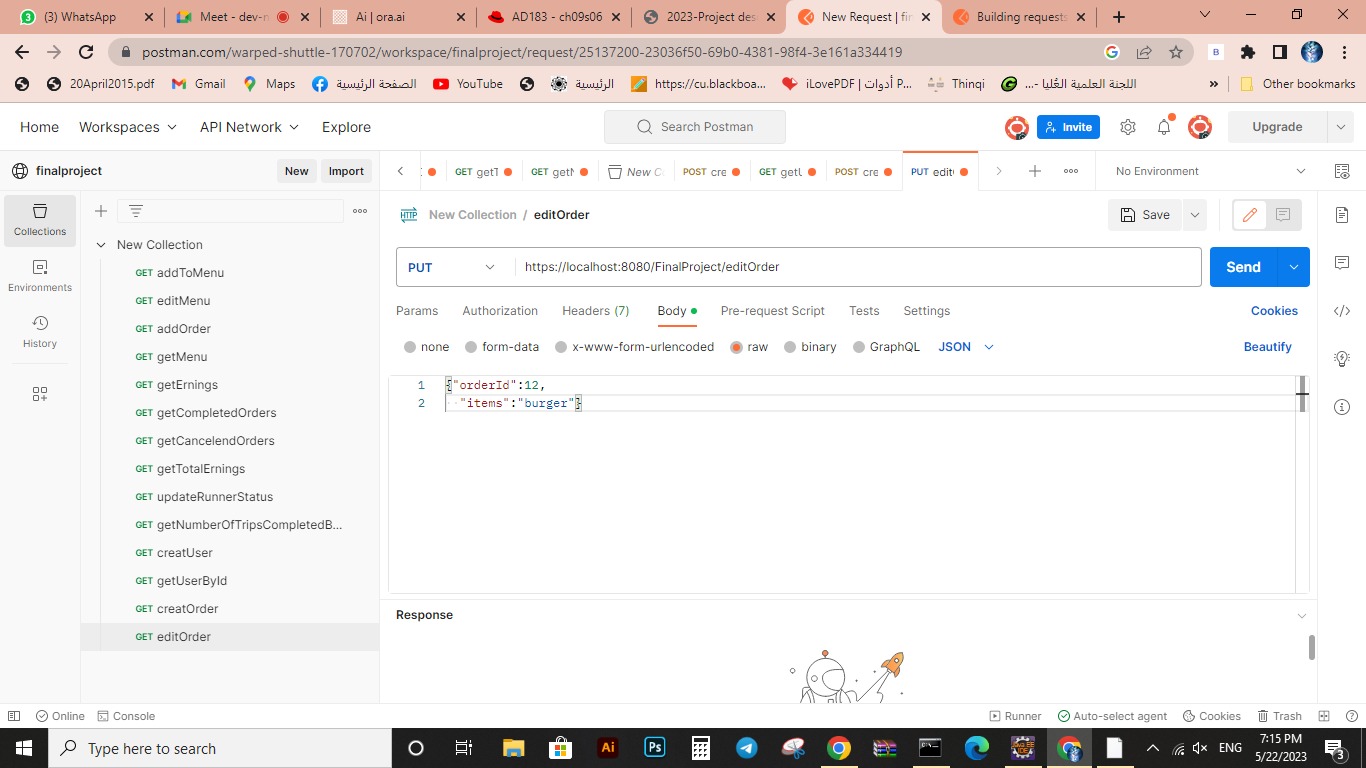 (3) WhatsApp
Meet - dev-n
Ai | ora.ai
AD183 - ch09s06
2023-Project des
New Request | fin
Building requests
postman.com/warped-shuttle-170702/workspace/finalproject/request/25137200-23036f50-69b0-4381-98f4-3e161a334419
20April2015.pdf
Gmail
Maps
الصفحة الرئيسية
YouTube
الرئيسية
https://cu.blackboa...
iLovePDF | أدوات P...
Thinqi
اللجنة العلمية العُليا -...
»
Other bookmarks
Home
Workspaces
API Network
Explore
Search Postman
Invite
Upgrade
finalproject
New
Import
GET getT
GET getN
New Co
POST cre
GET getU
POST cre
PUT edit
No Environment
Collections
Environments
History
New Collection
GET addToMenu
GET editMenu
GET addOrder
GET getMenu
GET getErnings
GET getCompletedOrders
GET getCancelendOrders
GET getTotalErnings
GET updateRunnerStatus
GET getNumberOfTripsCompletedB...
GET creatUser
GET getUserById
GET creatOrder
GET editOrder
HTTP
New Collection / editOrder
Save
PUT
https://localhost:8080/FinalProject/editOrder
Send
Params
Authorization
Headers (7)
Body
Pre-request Script
Tests
Settings
Cookies
none
form-data
x-www-form-urlencoded
raw
binary
GraphQL
JSON
Beautify
1 {"orderId":12,
2 "items":"burger"}
Response
Online
Console
Runner
Auto-select agent
Cookies
Trash
Type here to search
Ai
Ps
ENG
7:15 PM
5/22/2023
3